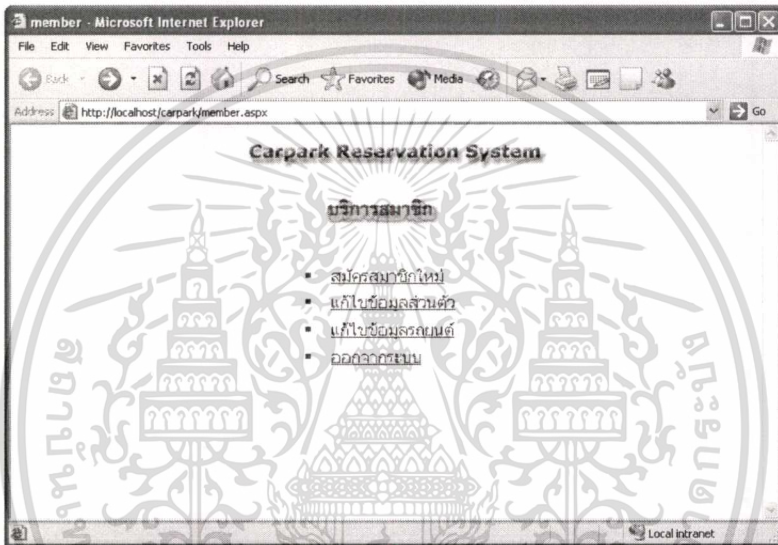 member - Microsoft Internet Explorer
File Edit View Favorites Tools Help
Back Search Favorites Media
Address http://localhost/carpark/member.aspx Go
Carpark Reservation System
บริการสมาชิก
▪ สมัครสมาชิกใหม่
▪ แก้ไขข้อมูลส่วนตัว
▪ แก้ไขข้อมูลรถยนต์
▪ ออกจากระบบ
Local intranet